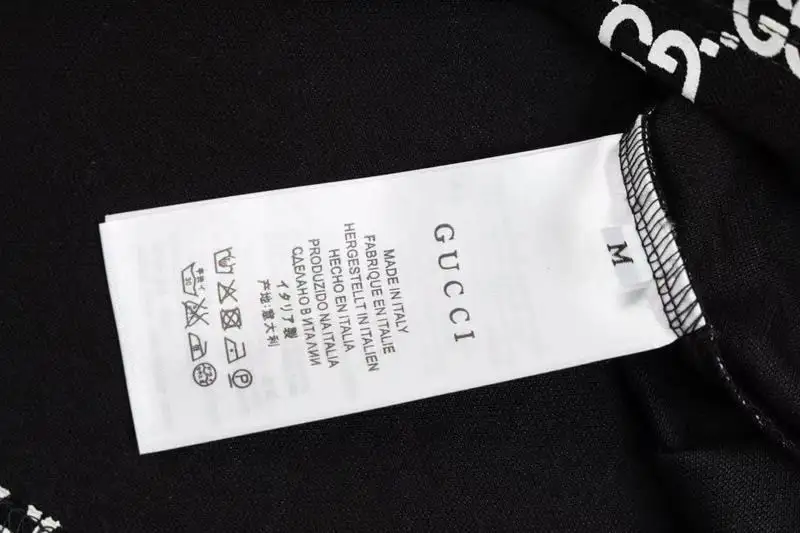 M
GUCCI
MADE IN ITALY
FABRIQUE EN ITALIE
HERGESTELLT IN ITALIEN
HECHO EN ITALIA
PRODUZIDO NA ITALIA
СДЕЛАНО В ИТАЛИИ
イタリア製
产地:意大利
P
30